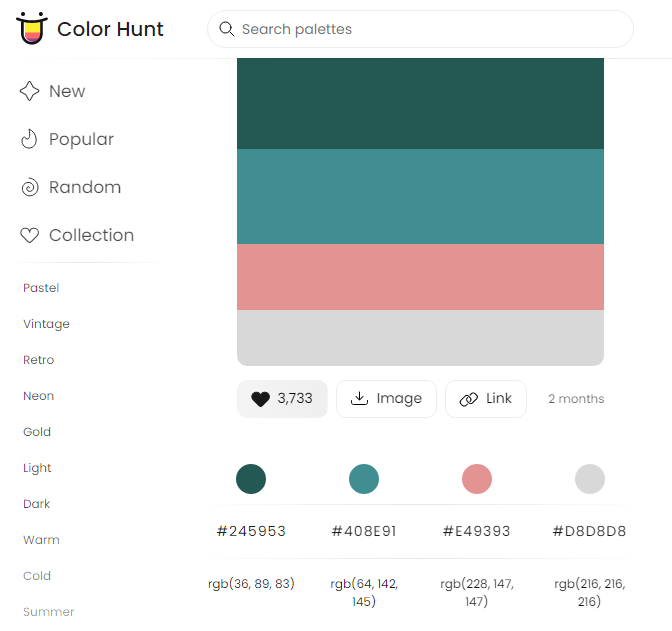 Color Hunt
Search palettes
New
Popular
Random
Collection
Pastel
Vintage
Retro
Neon
Gold
Light
Dark
Warm
Cold
Summer
3,733
Image
Link
2 months
#245953
#408E91
#E49393
#D8D8D8
rgb(36, 89, 83)
rgb(64, 142,
145)
rgb(228, 147,
147)
rgb(216, 216,
216)